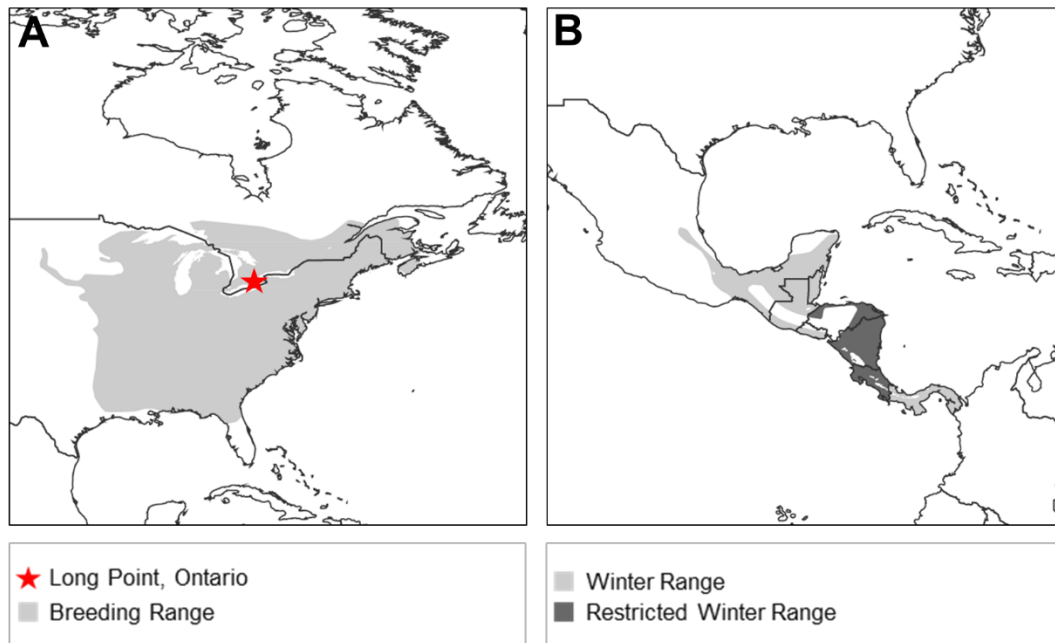 A
B
Long Point, Ontario
Breeding Range
Winter Range
Restricted Winter Range